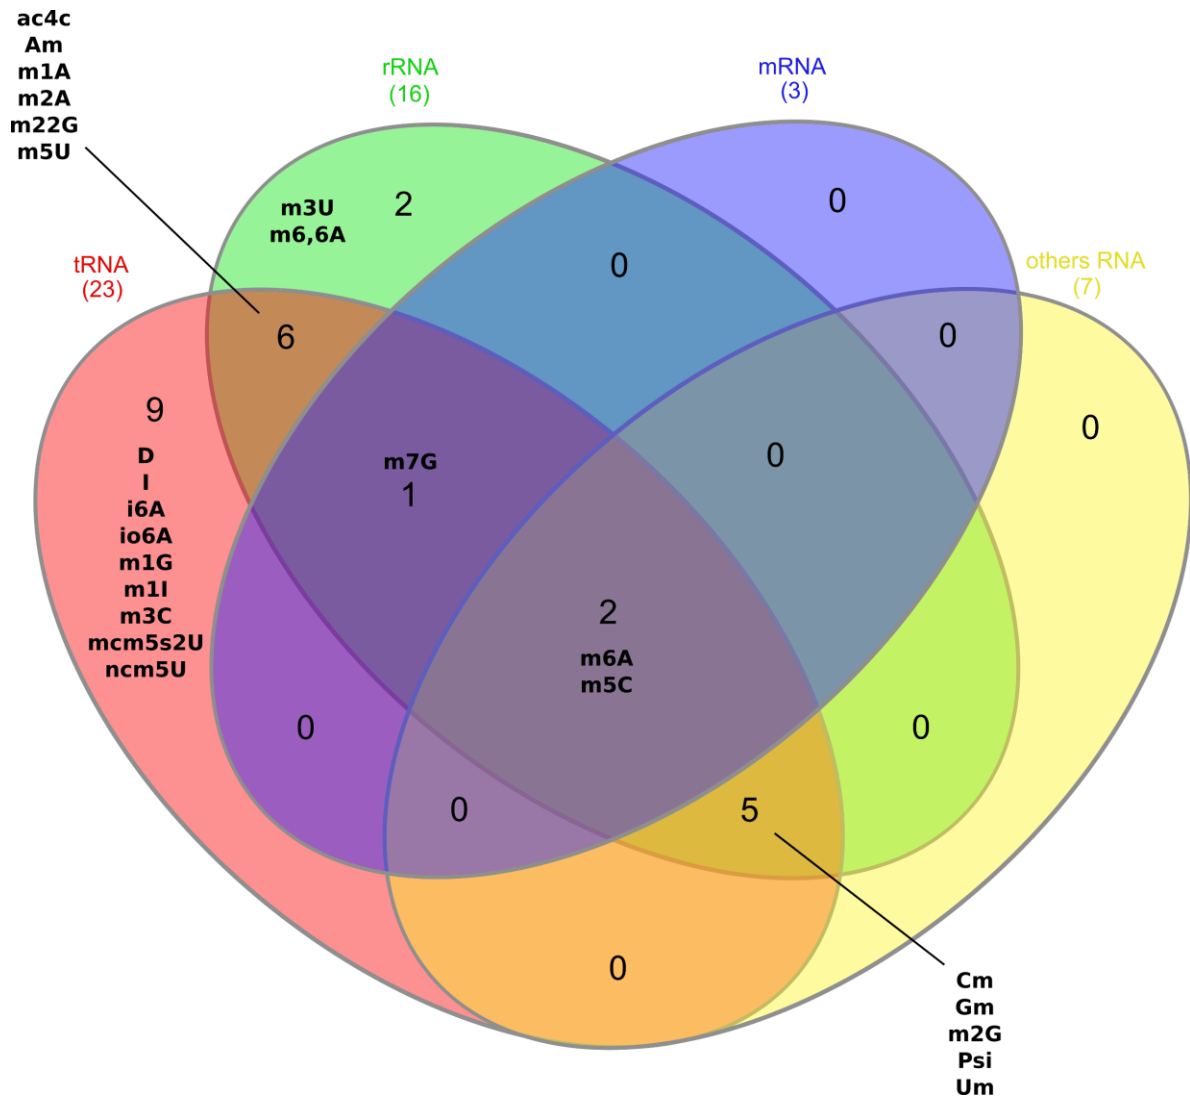 ac4c
Am
m1A
m2A
m22G
m5U
rRNA
(16)
mRNA
(3)
tRNA
(23)
others RNA
(7)
m3U
m6,6A
2
0
0
6
0
9
D
I
i6A
io6A
m1G
m1I
m3C
mcm5s2U
ncm5U
m7G
1
0
0
2
m6A
m5C
0
0
0
5
0
Cm
Gm
m2G
Psi
Um